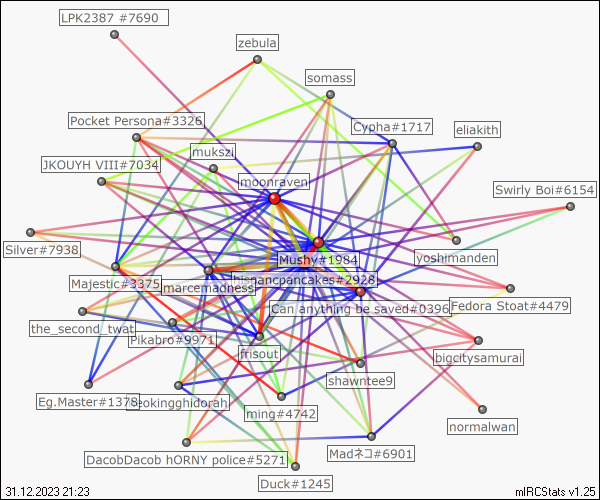 LPK2387 #7690
zebula
somass
Pocket Persona#3326
Cypha#1717
eliakith
mukszi
JKOUYH VIII#7034
moonraven
Swirly Boi#6154
Silver#7938
yoshimanden
Mushy#1984
hispancpancakes#2928
Majestic#3375
marcemadness
Can anything be saved#0396
Fedora Stoat#4479
the_second_twat
Pikabro#9971
frisout
bigcitysamurai
shawntee9
Eg.Master#1378
ming#4742
normalwan
DacobDacob hORNY police#5271
Madネコ#6901
Duck#1245
31.12.2023 21:23
mIRCStats v1.25